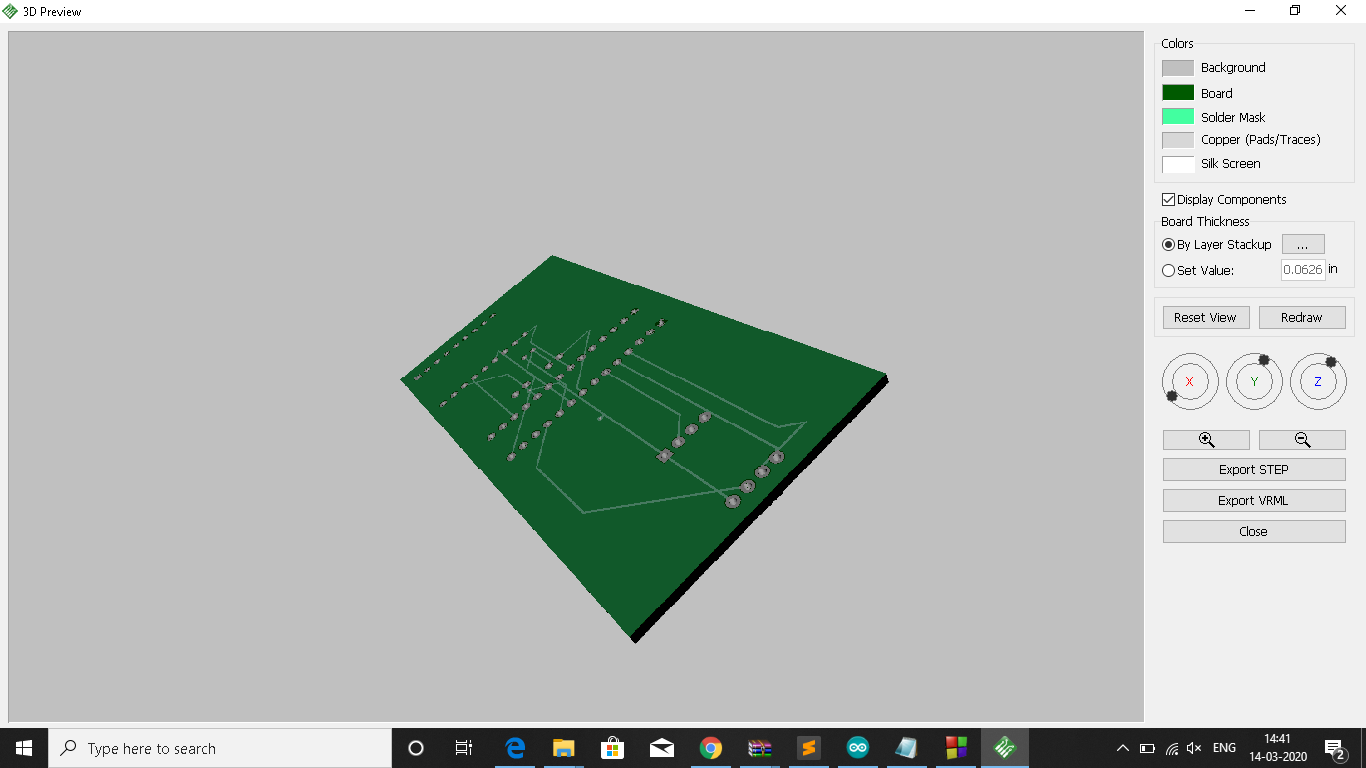 3D Preview
Colors
Background
Board
Solder Mask
Copper (Pads/Traces)
Silk Screen
Display Components
Board Thickness
By Layer Stackup ...
Set Value: 0.0626 in
Reset View Redraw
X Y Z
Export STEP
Export VRML
Close
Type here to search
ENG
14:41
14-03-2020
2